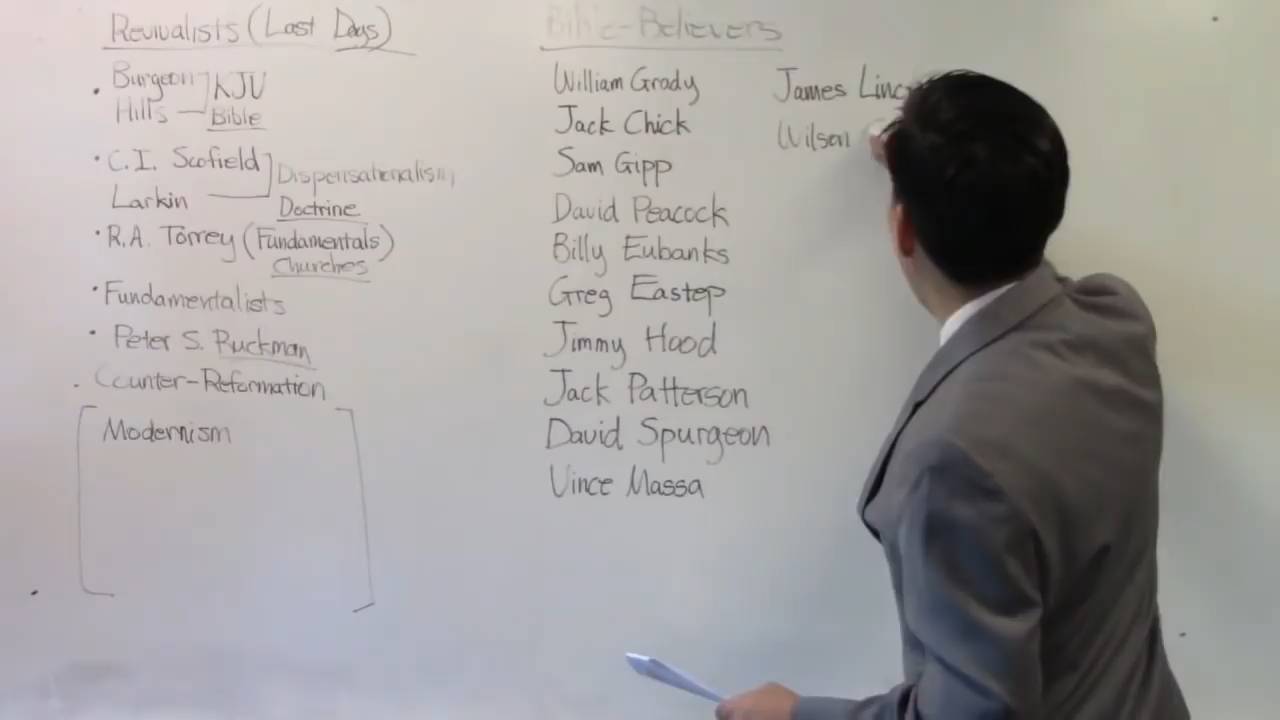 Revivalists (Last Days)
• Burgeon
Hills — KJV
Bible
• C. I. Scofield
Larkin — Dispensationalism,
Doctrine
• R.A. Torrey (Fundamentals)
Churches
• Fundamentalists
• Peter S. Ruckman
. Counter-Reformation
[Modernism]
Bible-Believers
William Grady
Jack Chick
Sam Gipp
David Peacock
Billy Eubanks
Greg Eastep
Jimmy Hood
Jack Patterson
David Spurgeon
Vince Massa
James
Wilson